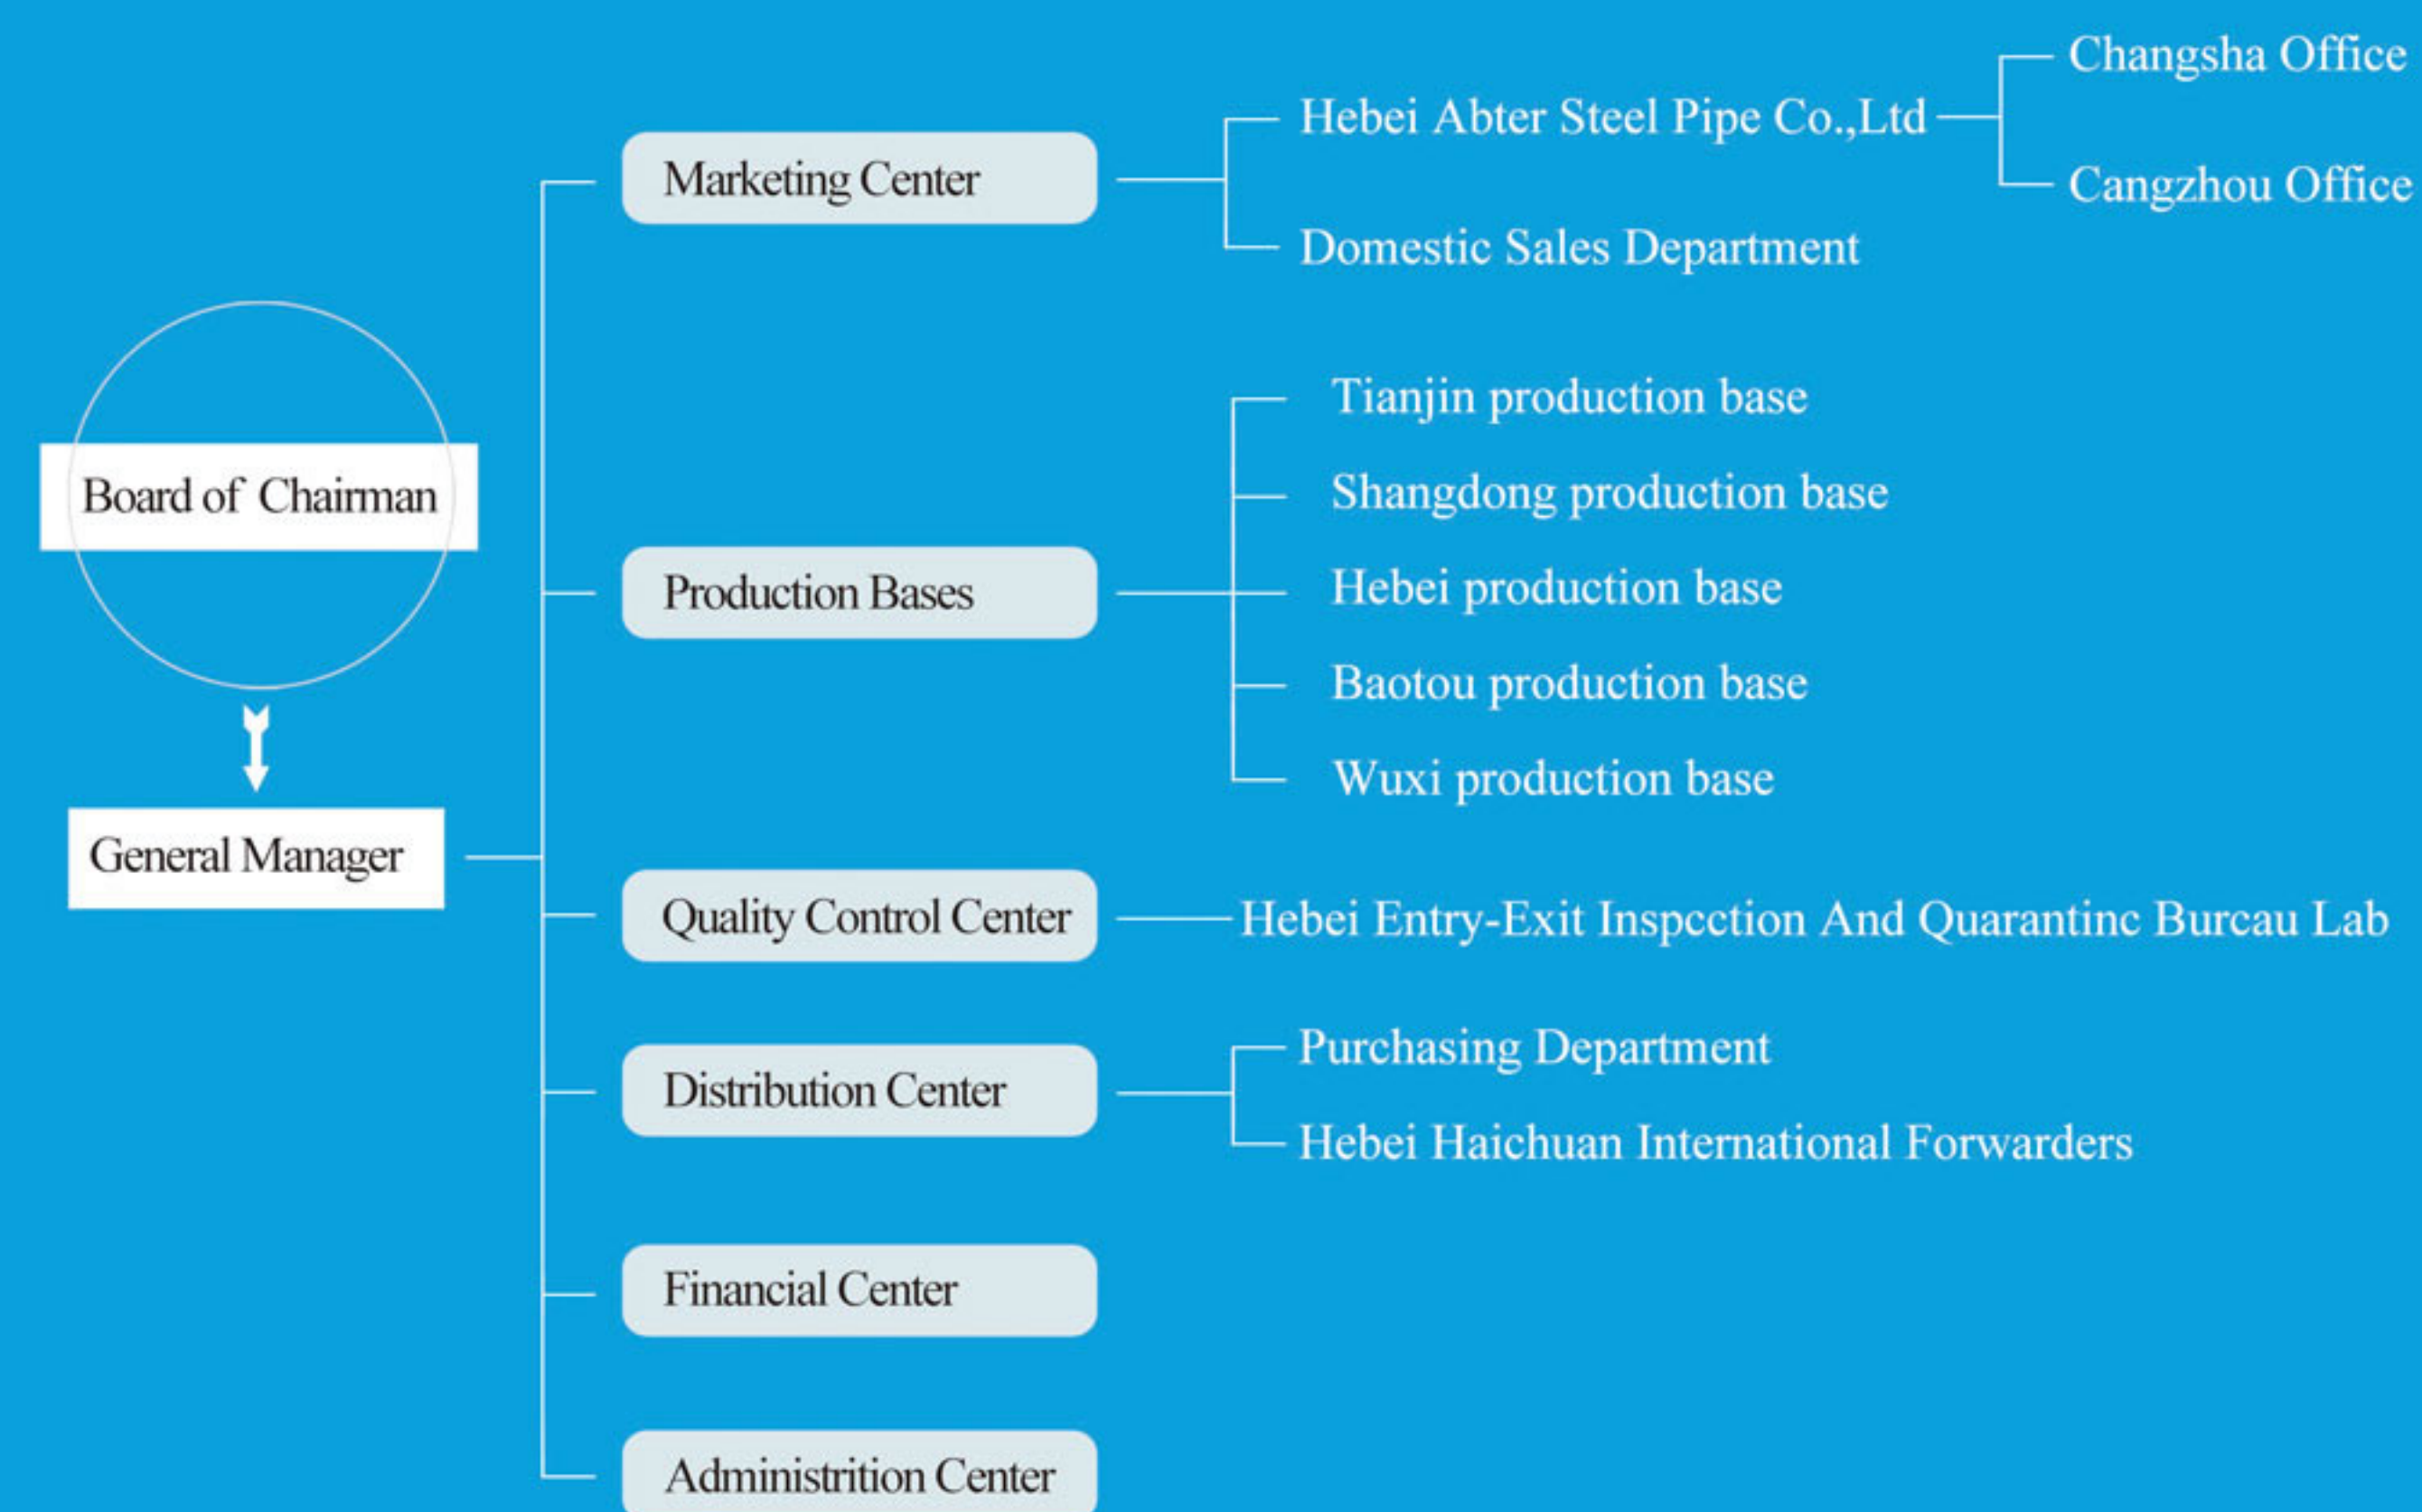 Board of Chairman
General Manager
Marketing Center
Hebei Abter Steel Pipe Co.,Ltd
Changsha Office
Cangzhou Office
Domestic Sales Department
Production Bases
Tianjin production base
Shangdong production base
Hebei production base
Baotou production base
Wuxi production base
Quality Control Center
Hebei Entry-Exit Inspcction And Quarantinc Burcau Lab
Distribution Center
Purchasing Department
Hebei Haichuan International Forwarders
Financial Center
Administrition Center